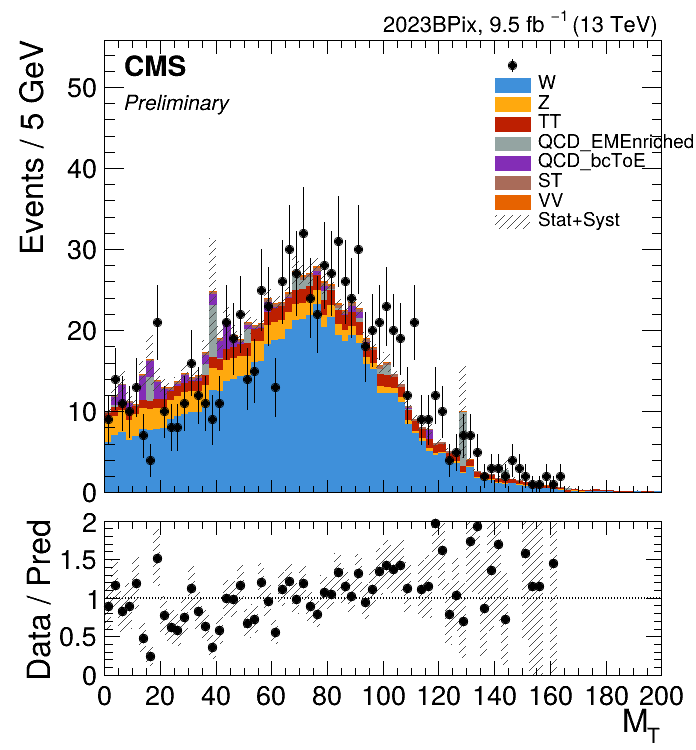 2023BPix, 9.5 fb⁻¹ (13 TeV)
CMS
Preliminary
W
Z
TT
QCD_EMEnriched
QCD_bcToE
ST
VV
Stat+Syst
Events / 5 GeV
50
40
30
20
10
0
Data / Pred
2
1.5
1
0.5
0
0 20 40 60 80 100 120 140 160 180 200
M_T